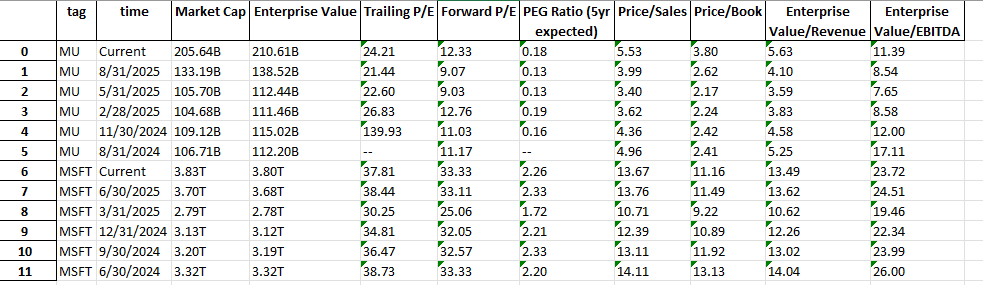 tag time Market Cap Enterprise Value Trailing P/E Forward P/E PEG Ratio (5yr Price/Sales Price/Book Enterprise Enterprise
expected) Value/Revenue Value/EBITDA
0 MU Current 205.64B 210.61B 24.21 12.33 0.18 5.53 3.80 5.63 11.39
1 MU 8/31/2025 133.19B 138.52B 21.44 9.07 0.13 3.99 2.62 4.10 8.54
2 MU 5/31/2025 105.70B 112.44B 22.60 9.03 0.13 3.40 2.17 3.59 7.65
3 MU 2/28/2025 104.68B 111.46B 26.83 12.76 0.19 3.62 2.24 3.83 8.58
4 MU 11/30/2024 109.12B 115.02B 139.93 11.03 0.16 4.36 2.42 4.58 12.00
5 MU 8/31/2024 106.71B 112.20B -- 11.17 -- 4.96 2.41 5.25 17.11
6 MSFT Current 3.83T 3.80T 37.81 33.33 2.26 13.67 11.16 13.49 23.72
7 MSFT 6/30/2025 3.70T 3.68T 38.44 33.11 2.33 13.76 11.49 13.62 24.51
8 MSFT 3/31/2025 2.79T 2.78T 30.25 25.06 1.72 10.71 9.22 10.62 19.46
9 MSFT 12/31/2024 3.13T 3.12T 34.81 32.05 2.21 12.39 10.89 12.26 22.34
10 MSFT 9/30/2024 3.20T 3.19T 36.47 32.57 2.33 13.11 11.92 13.02 23.99
11 MSFT 6/30/2024 3.32T 3.32T 38.73 33.33 2.20 14.11 13.13 14.04 26.00